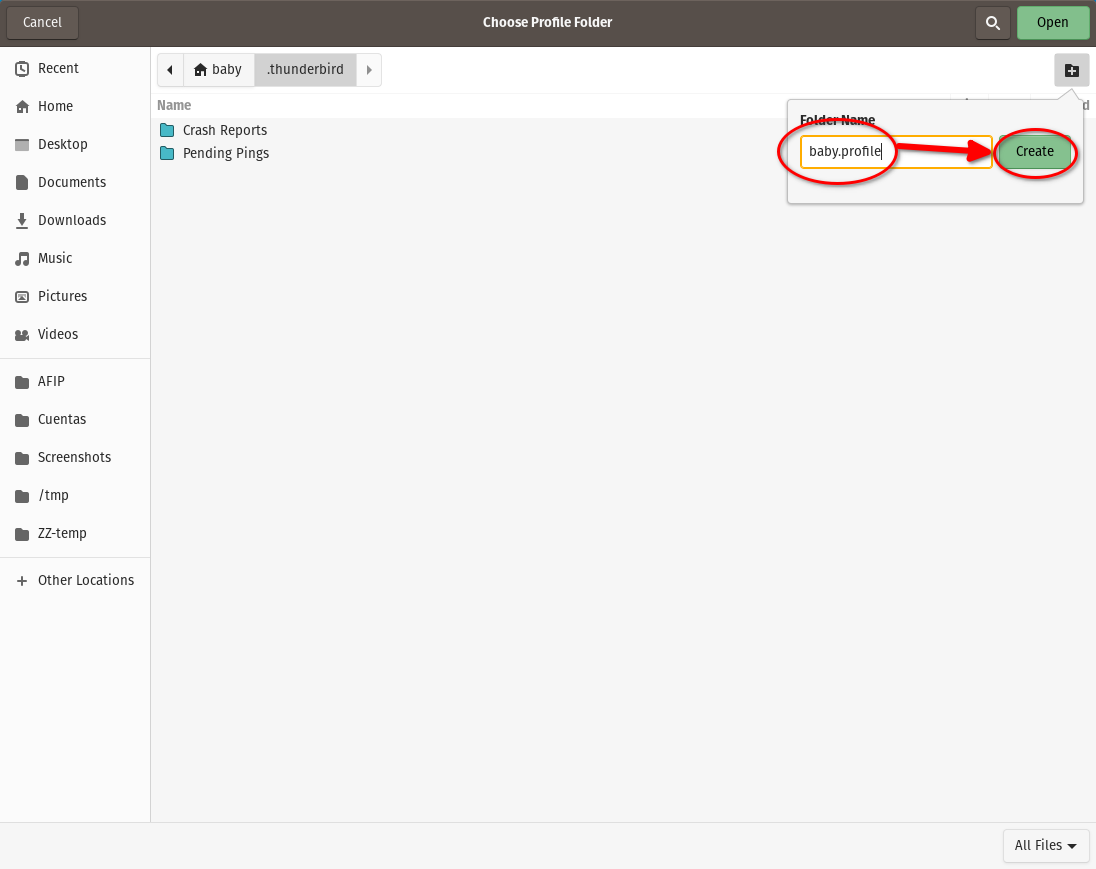 Cancel
Choose Profile Folder
Open
Recent
Home
Desktop
Documents
Downloads
Music
Pictures
Videos
AFIP
Cuentas
Screenshots
/tmp
ZZ-temp
Other Locations
baby
.thunderbird
Name
Crash Reports
Pending Pings
Folder Name
baby.profile
Create
All Files